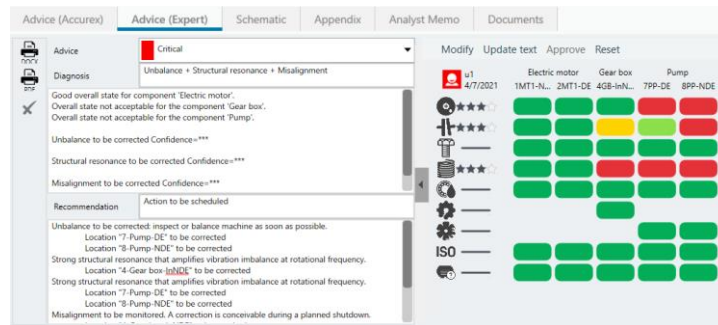 Advice (Accurex) Advice (Expert) Schematic Appendix Analyst Memo Documents
DOCX
PDF
Advice
Critical
Diagnosis
Unbalance + Structural resonance + Misalignment
Good overall state for component 'Electric motor'.
Overall state not acceptable for the component 'Gear box'.
Overall state not acceptable for the component 'Pump'.
Unbalance to be corrected Confidence=***
Structural resonance to be corrected Confidence=***
Misalignment to be corrected Confidence=***
Recommendation
Action to be scheduled
Unbalance to be corrected: inspect or balance machine as soon as possible.
Location "7-Pump-DE" to be corrected
Location "8-Pump-NDE" to be corrected
Strong structural resonance that amplifies vibration imbalance at rotational frequency.
Location "4-Gear box-InNDE" to be corrected
Strong structural resonance that amplifies vibration imbalance at rotational frequency.
Location "7-Pump-DE" to be corrected
Location "8-Pump-NDE" to be corrected
Misalignment to be monitored. A correction is conceivable during a planned shutdown.
Modify Update text Approve Reset
u1 Electric motor Gear box Pump
4/7/2021 1MT1-N... 2MT1-DE 4GB-InN... 7PP-DE 8PP-NDE
ISO